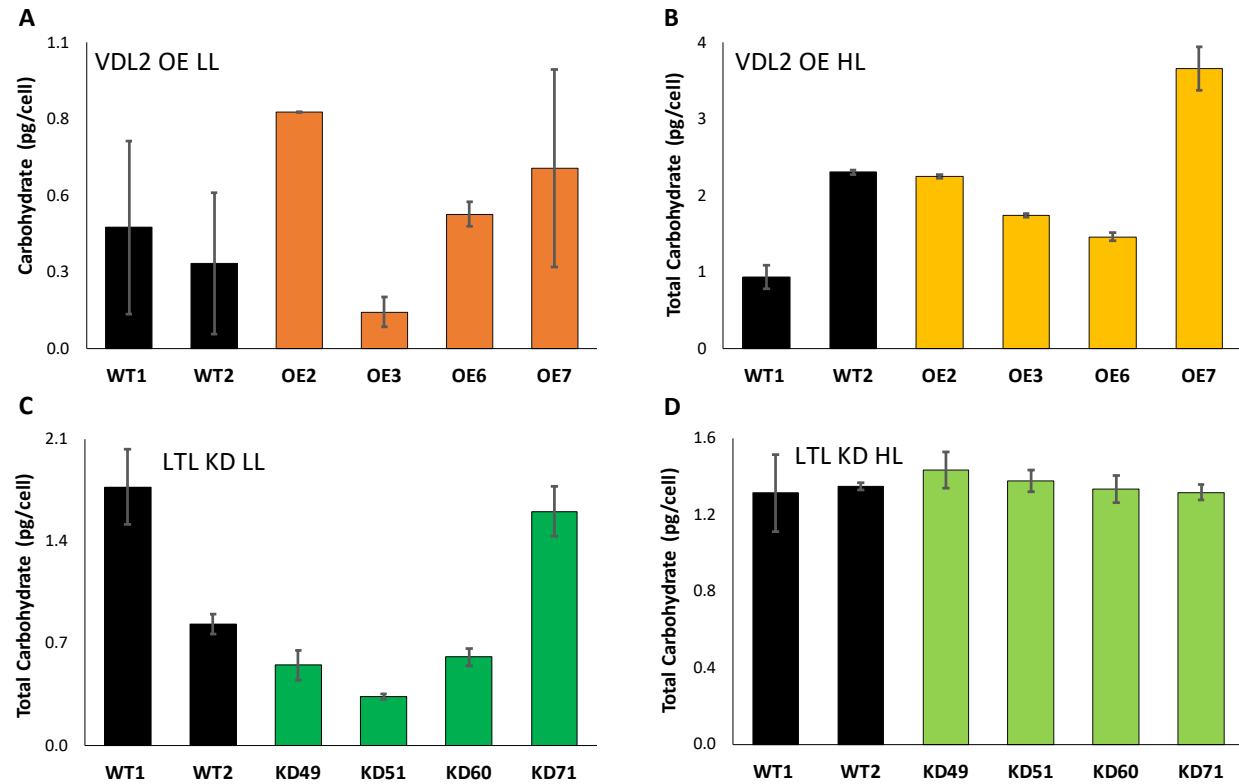 A
VDL2 OE LL
Carbohydrate (pg/cell)
1.1
0.8
0.6
0.3
0.0
WT1 WT2 OE2 OE3 OE6 OE7
B
VDL2 OE HL
Total Carbohydrate (pg/cell)
4
3
2
1
0
WT1 WT2 OE2 OE3 OE6 OE7
C
LTL KD LL
Total Carbohydrate (pg/cell)
2.1
1.4
0.7
0.0
WT1 WT2 KD49 KD51 KD60 KD71
D
LTL KD HL
Total Carbohydrate (pg/cell)
1.6
1.2
0.8
0.4
0.0
WT1 WT2 KD49 KD51 KD60 KD71